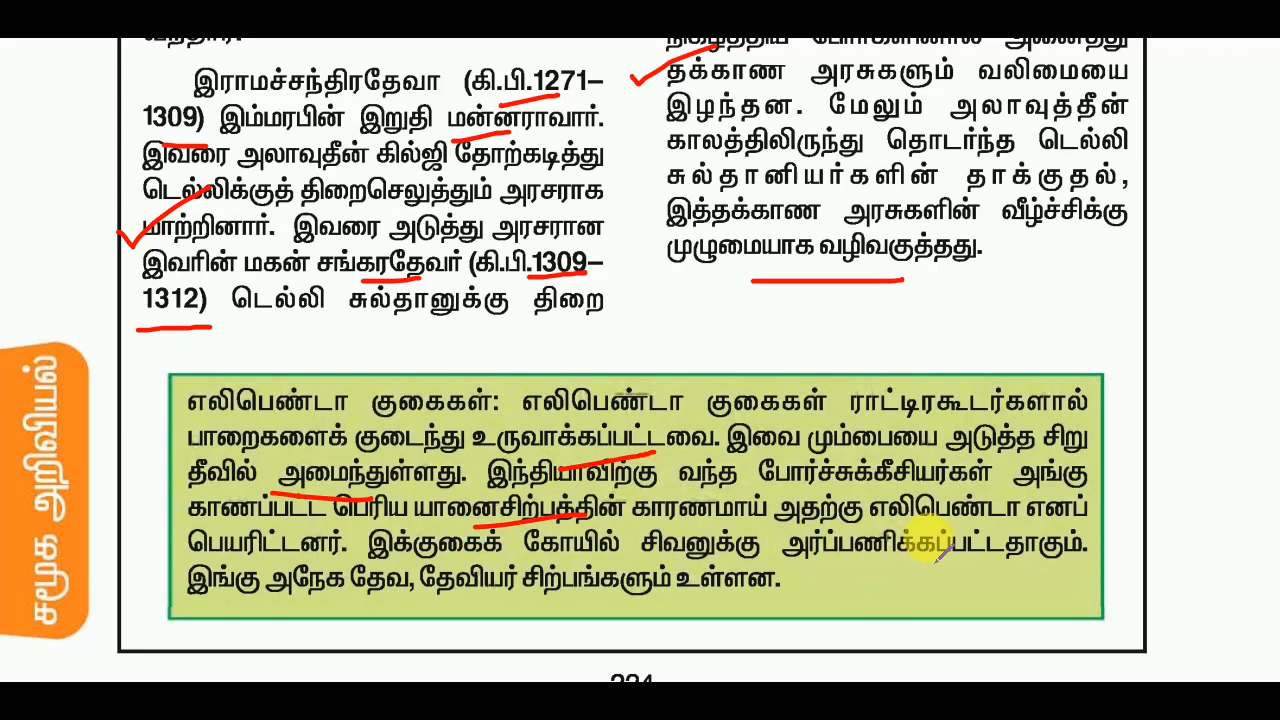 இராமச்சந்திரதேவா (கி.பி.1271–
1309) இம்மரபின் இறுதி மன்னராவார்.
இவரை அலாவுதீன் கில்ஜி தோற்கடித்து
டெல்லிக்குத் திறைசெலுத்தும் அரசராக
மாற்றினார். இவரை அடுத்து அரசரான
இவரின் மகன் சங்கரதேவர் (கி.பி.1309–
1312) டெல்லி சுல்தானுக்கு திறை
தக்காண அரசுகளும் வலிமையை
இழந்தன. மேலும் அலாவுத்தீன்
காலத்திலிருந்து தொடர்ந்த டெல்லி
சுல்தானியர்களின் தாக்குதல்,
இத்தக்காண அரசுகளின் வீழ்ச்சிக்கு
முழுமையாக வழிவகுத்தது.
எலிபெண்டா குகைகள்: எலிபெண்டா குகைகள் ராட்டிரகூடர்களால்
பாறைகளைக் குடைந்து உருவாக்கப்பட்டவை. இவை மும்பையை அடுத்த சிறு
தீவில் அமைந்துள்ளது. இந்தியாவிற்கு வந்த போர்ச்சுக்கீசியர்கள் அங்கு
காணப்பட்ட பெரிய யானைசிற்பத்தின் காரணமாய் அதற்கு எலிபெண்டா எனப்
பெயரிட்டனர். இக்குகைக் கோயில் சிவனுக்கு அர்ப்பணிக்கப்பட்டதாகும்.
இங்கு அநேக தேவ, தேவியர் சிற்பங்களும் உள்ளன.
சமூக அறிவியல்